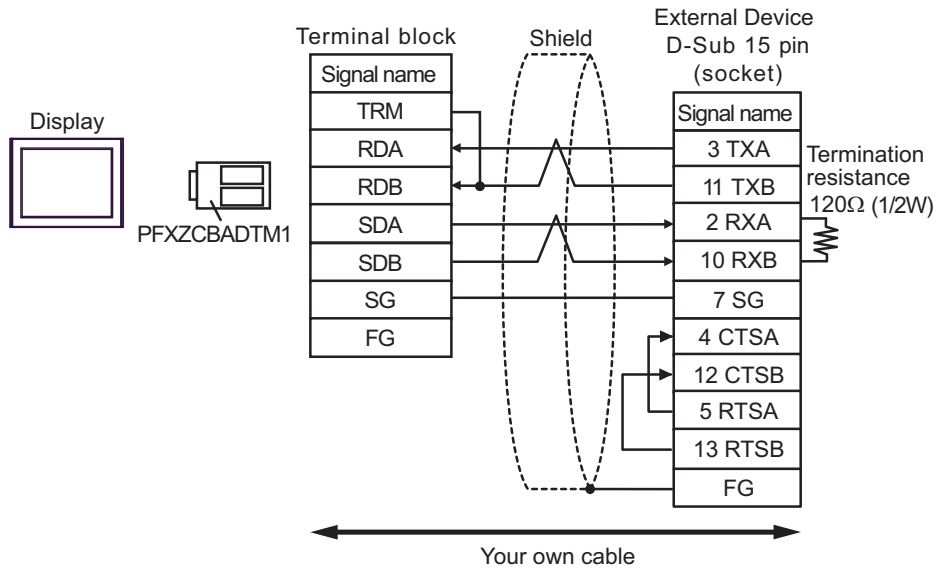 Display
PFXZCBADTM1
Terminal block
Signal name
TRM
RDA
RDB
SDA
SDB
SG
FG
Shield
External Device
D-Sub 15 pin
(socket)
Signal name
3 TXA
11 TXB
2 RXA
10 RXB
7 SG
4 CTSA
12 CTSB
5 RTSA
13 RTSB
FG
Termination
resistance
120Ω (1/2W)
Your own cable